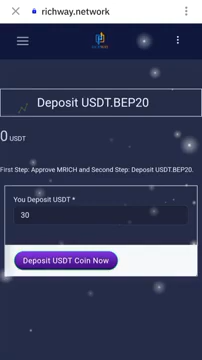 richway.network
Deposit USDT.BEP20
0 USDT
First Step: Approve MRICH and Second Step: Deposit USDT.BEP20.
You Deposit USDT *
30
Deposit USDT Coin Now